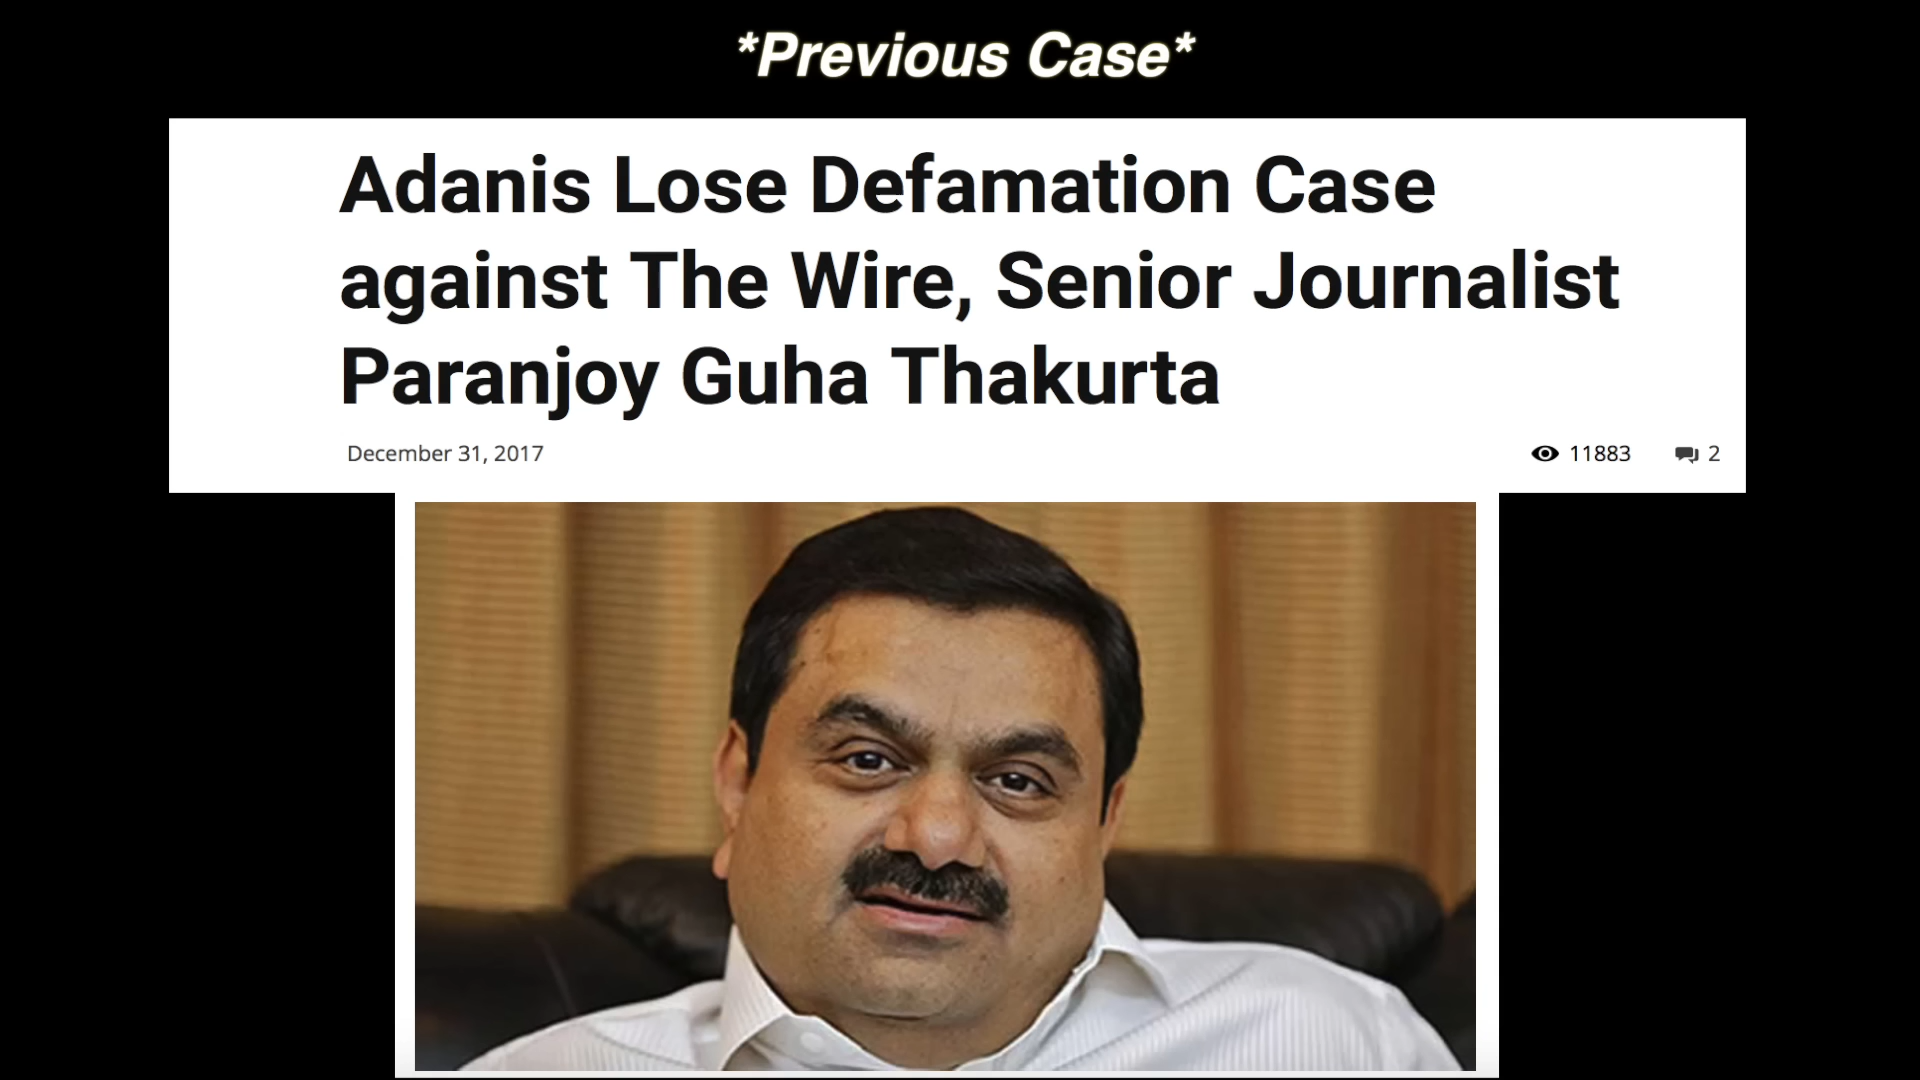 *Previous Case*
Adanis Lose Defamation Case
against The Wire, Senior Journalist
Paranjoy Guha Thakurta
December 31, 2017 11883 2